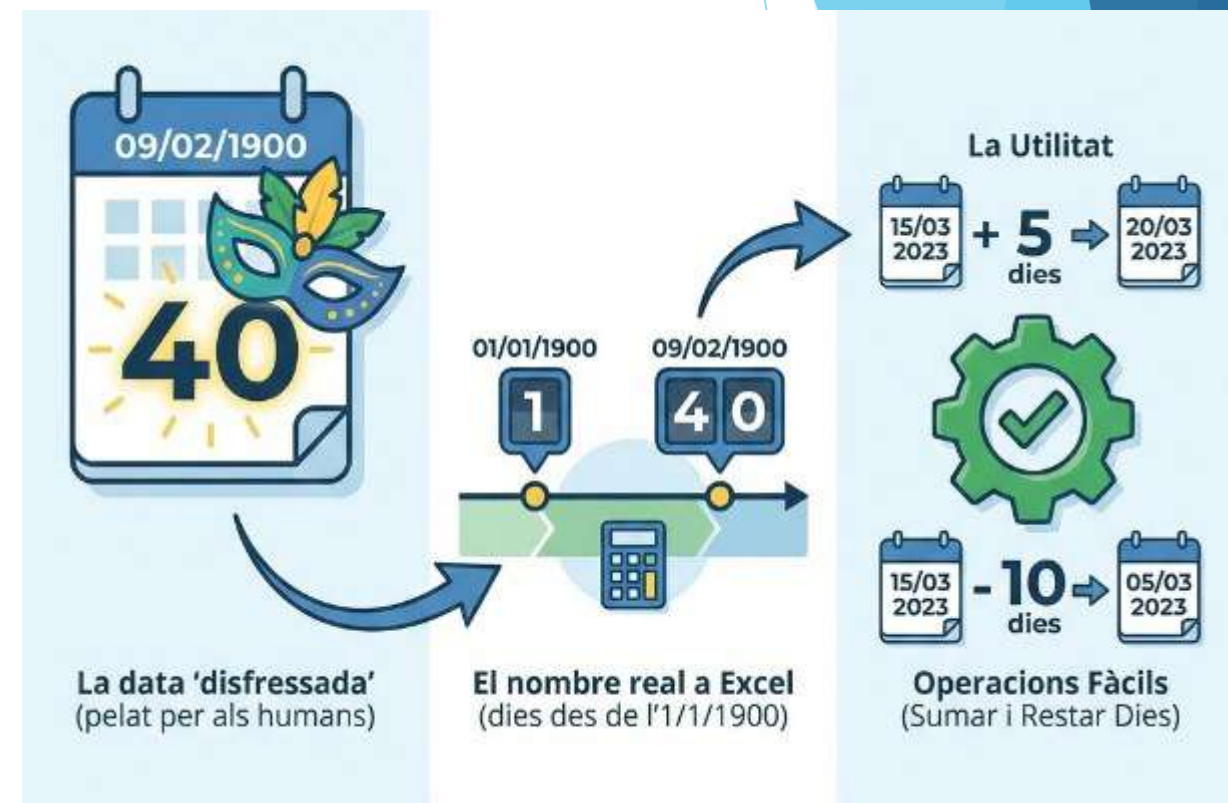 09/02/1900
40
La data 'disfressada'
(pelat per als humans)
01/01/1900
09/02/1900
1
40
El nombre real a Excel
(dies des de l'1/1/1900)
La Utilitat
15/03
2023
+ 5
dies
20/03
2023
15/03
2023
- 10
dies
05/03
2023
Operacions Fàcils
(Sumar i Restar Dies)